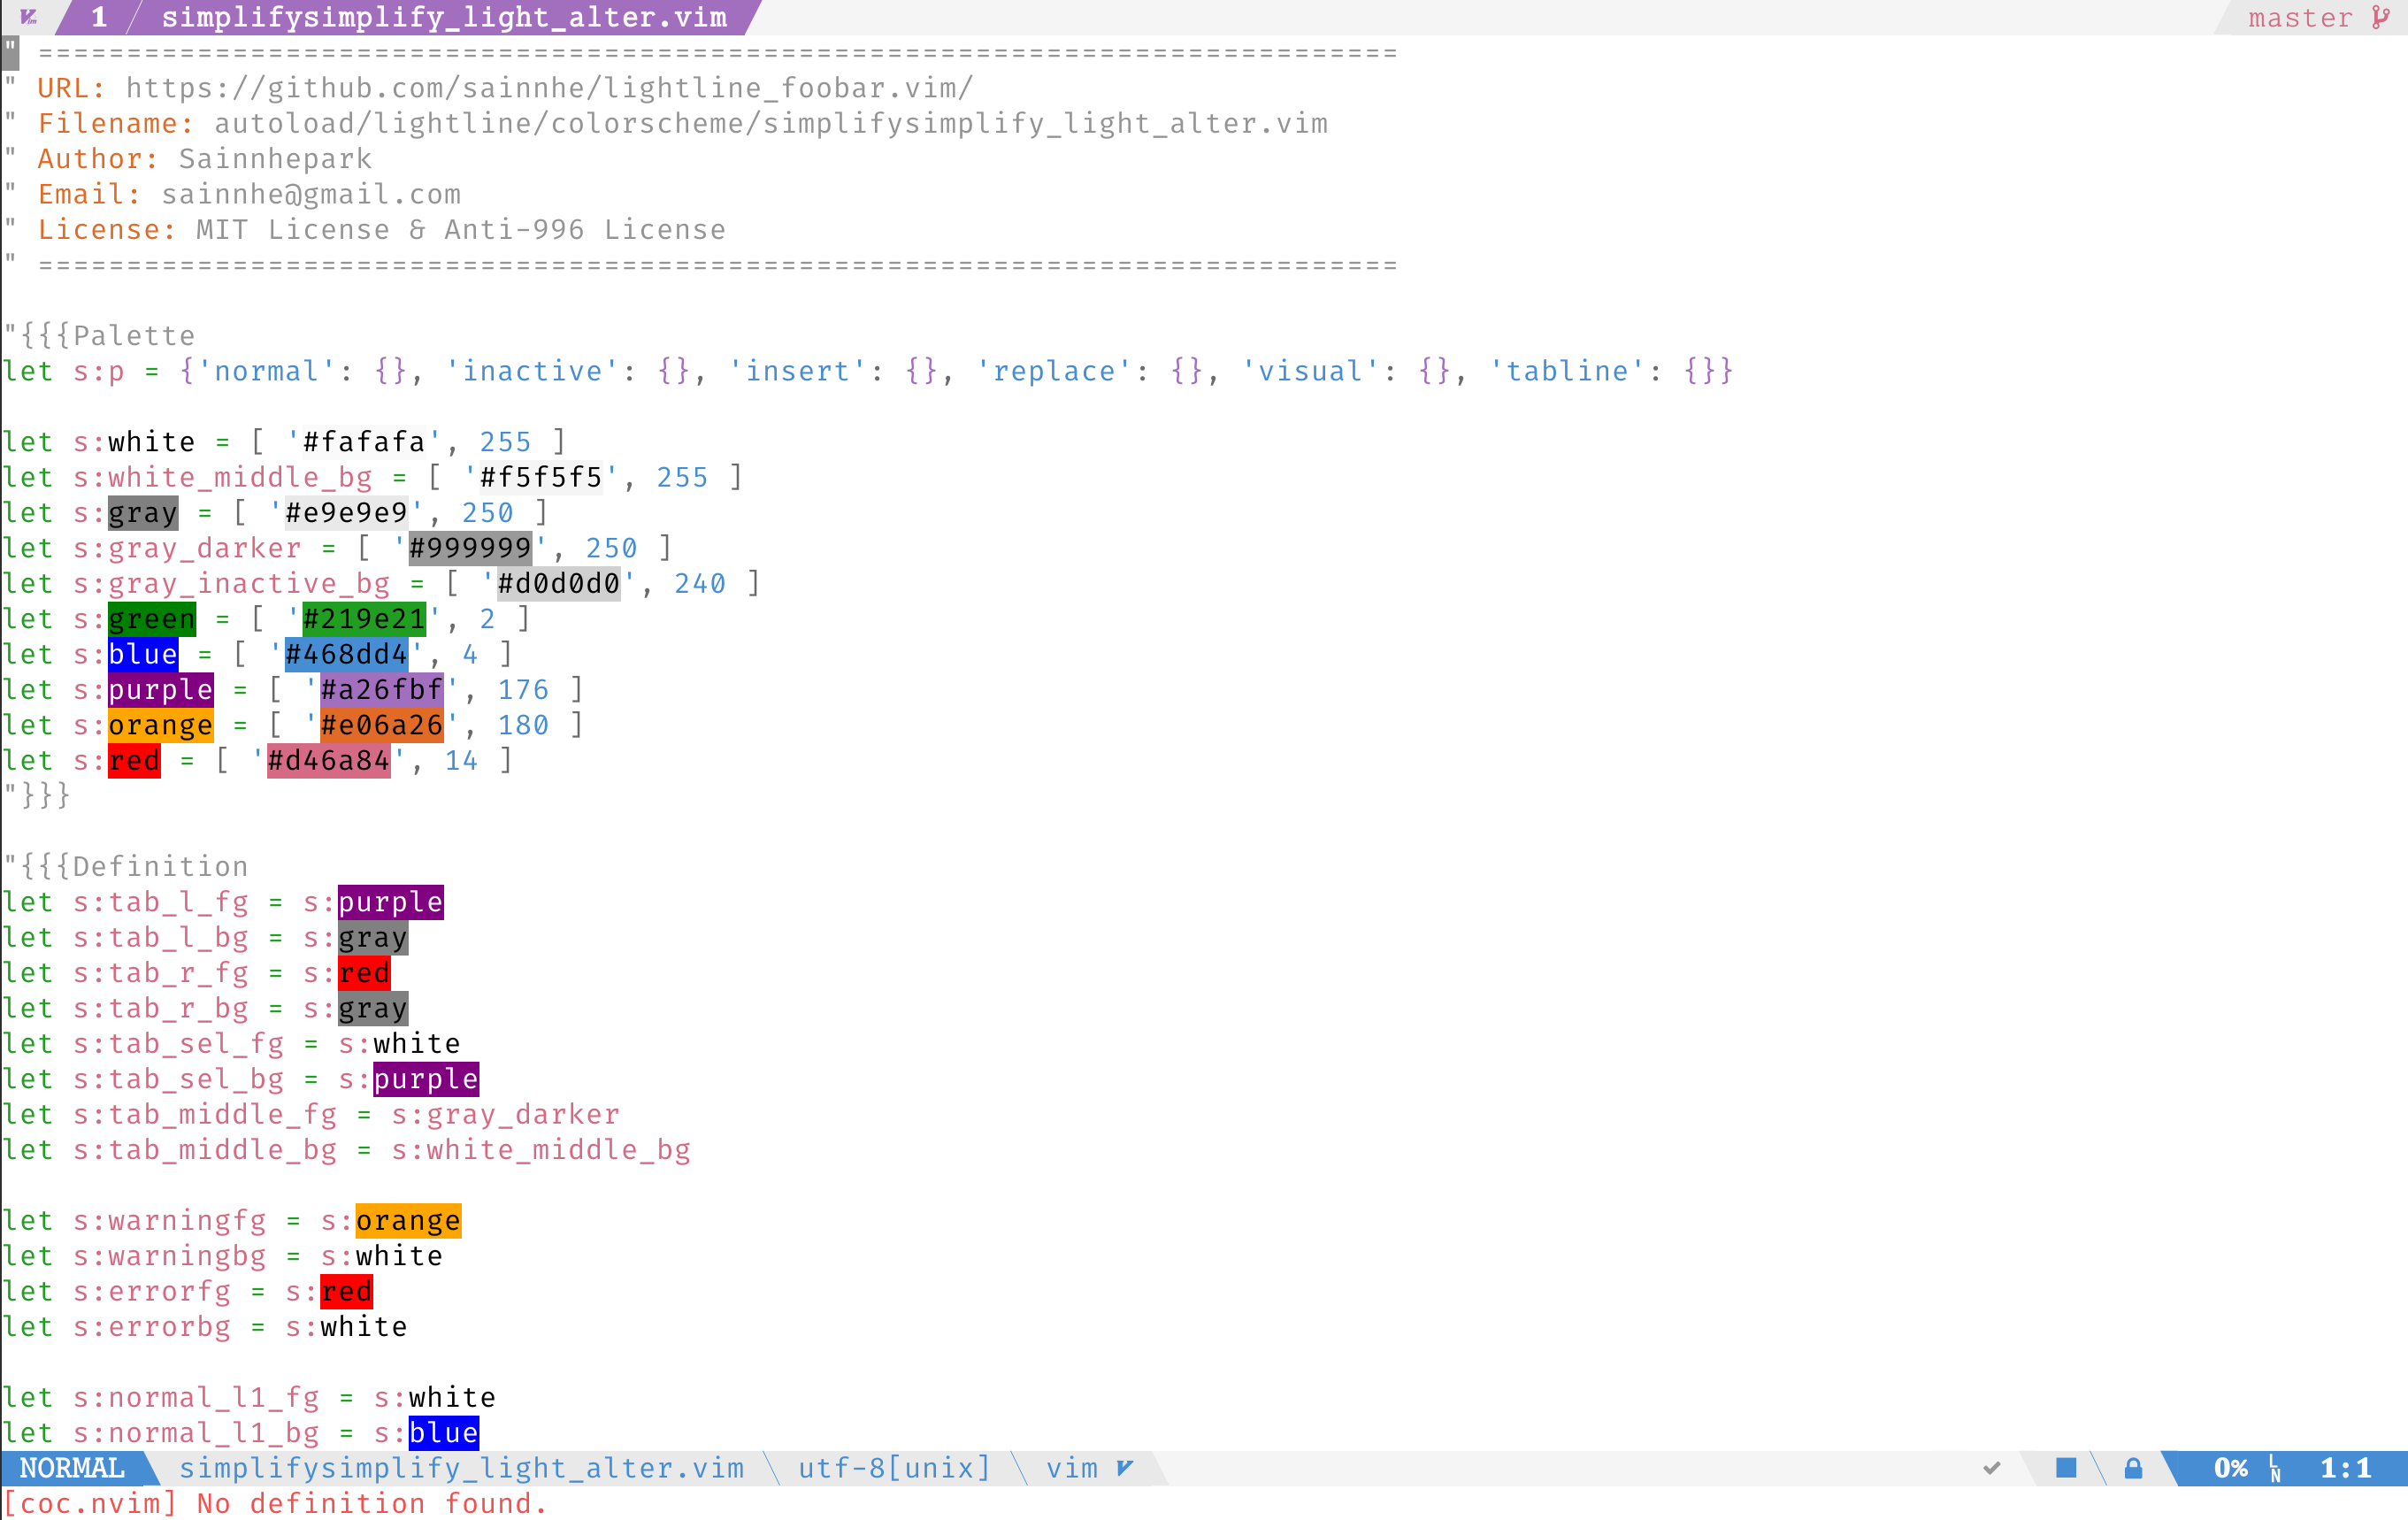 1 simplifysimplify_light_alter.vim master
" =============================================================================
" URL: https://github.com/sainnhe/lightline_foobar.vim/
" Filename: autoload/lightline/colorscheme/simplifysimplify_light_alter.vim
" Author: Sainnhepark
" Email: sainnhe@gmail.com
" License: MIT License & Anti-996 License
" =============================================================================
"{{{Palette
let s:p = {'normal': {}, 'inactive': {}, 'insert': {}, 'replace': {}, 'visual': {}, 'tabline': {}}
let s:white = [ '#fafafa', 255 ]
let s:white_middle_bg = [ '#f5f5f5', 255 ]
let s:gray = [ '#e9e9e9', 250 ]
let s:gray_darker = [ '#999999', 250 ]
let s:gray_inactive_bg = [ '#d0d0d0', 240 ]
let s:green = [ '#219e21', 2 ]
let s:blue = [ '#468dd4', 4 ]
let s:purple = [ '#a26fbf', 176 ]
let s:orange = [ '#e06a26', 180 ]
let s:red = [ '#d46a84', 14 ]
"}}}
"{{{Definition
let s:tab_l_fg = s:purple
let s:tab_l_bg = s:gray
let s:tab_r_fg = s:red
let s:tab_r_bg = s:gray
let s:tab_sel_fg = s:white
let s:tab_sel_bg = s:purple
let s:tab_middle_fg = s:gray_darker
let s:tab_middle_bg = s:white_middle_bg
let s:warningfg = s:orange
let s:warningbg = s:white
let s:errorfg = s:red
let s:errorbg = s:white
let s:normal_l1_fg = s:white
let s:normal_l1_bg = s:blue
NORMAL simplifysimplify_light_alter.vim utf-8[unix] vim 0% LN 1:1
[coc.nvim] No definition found.